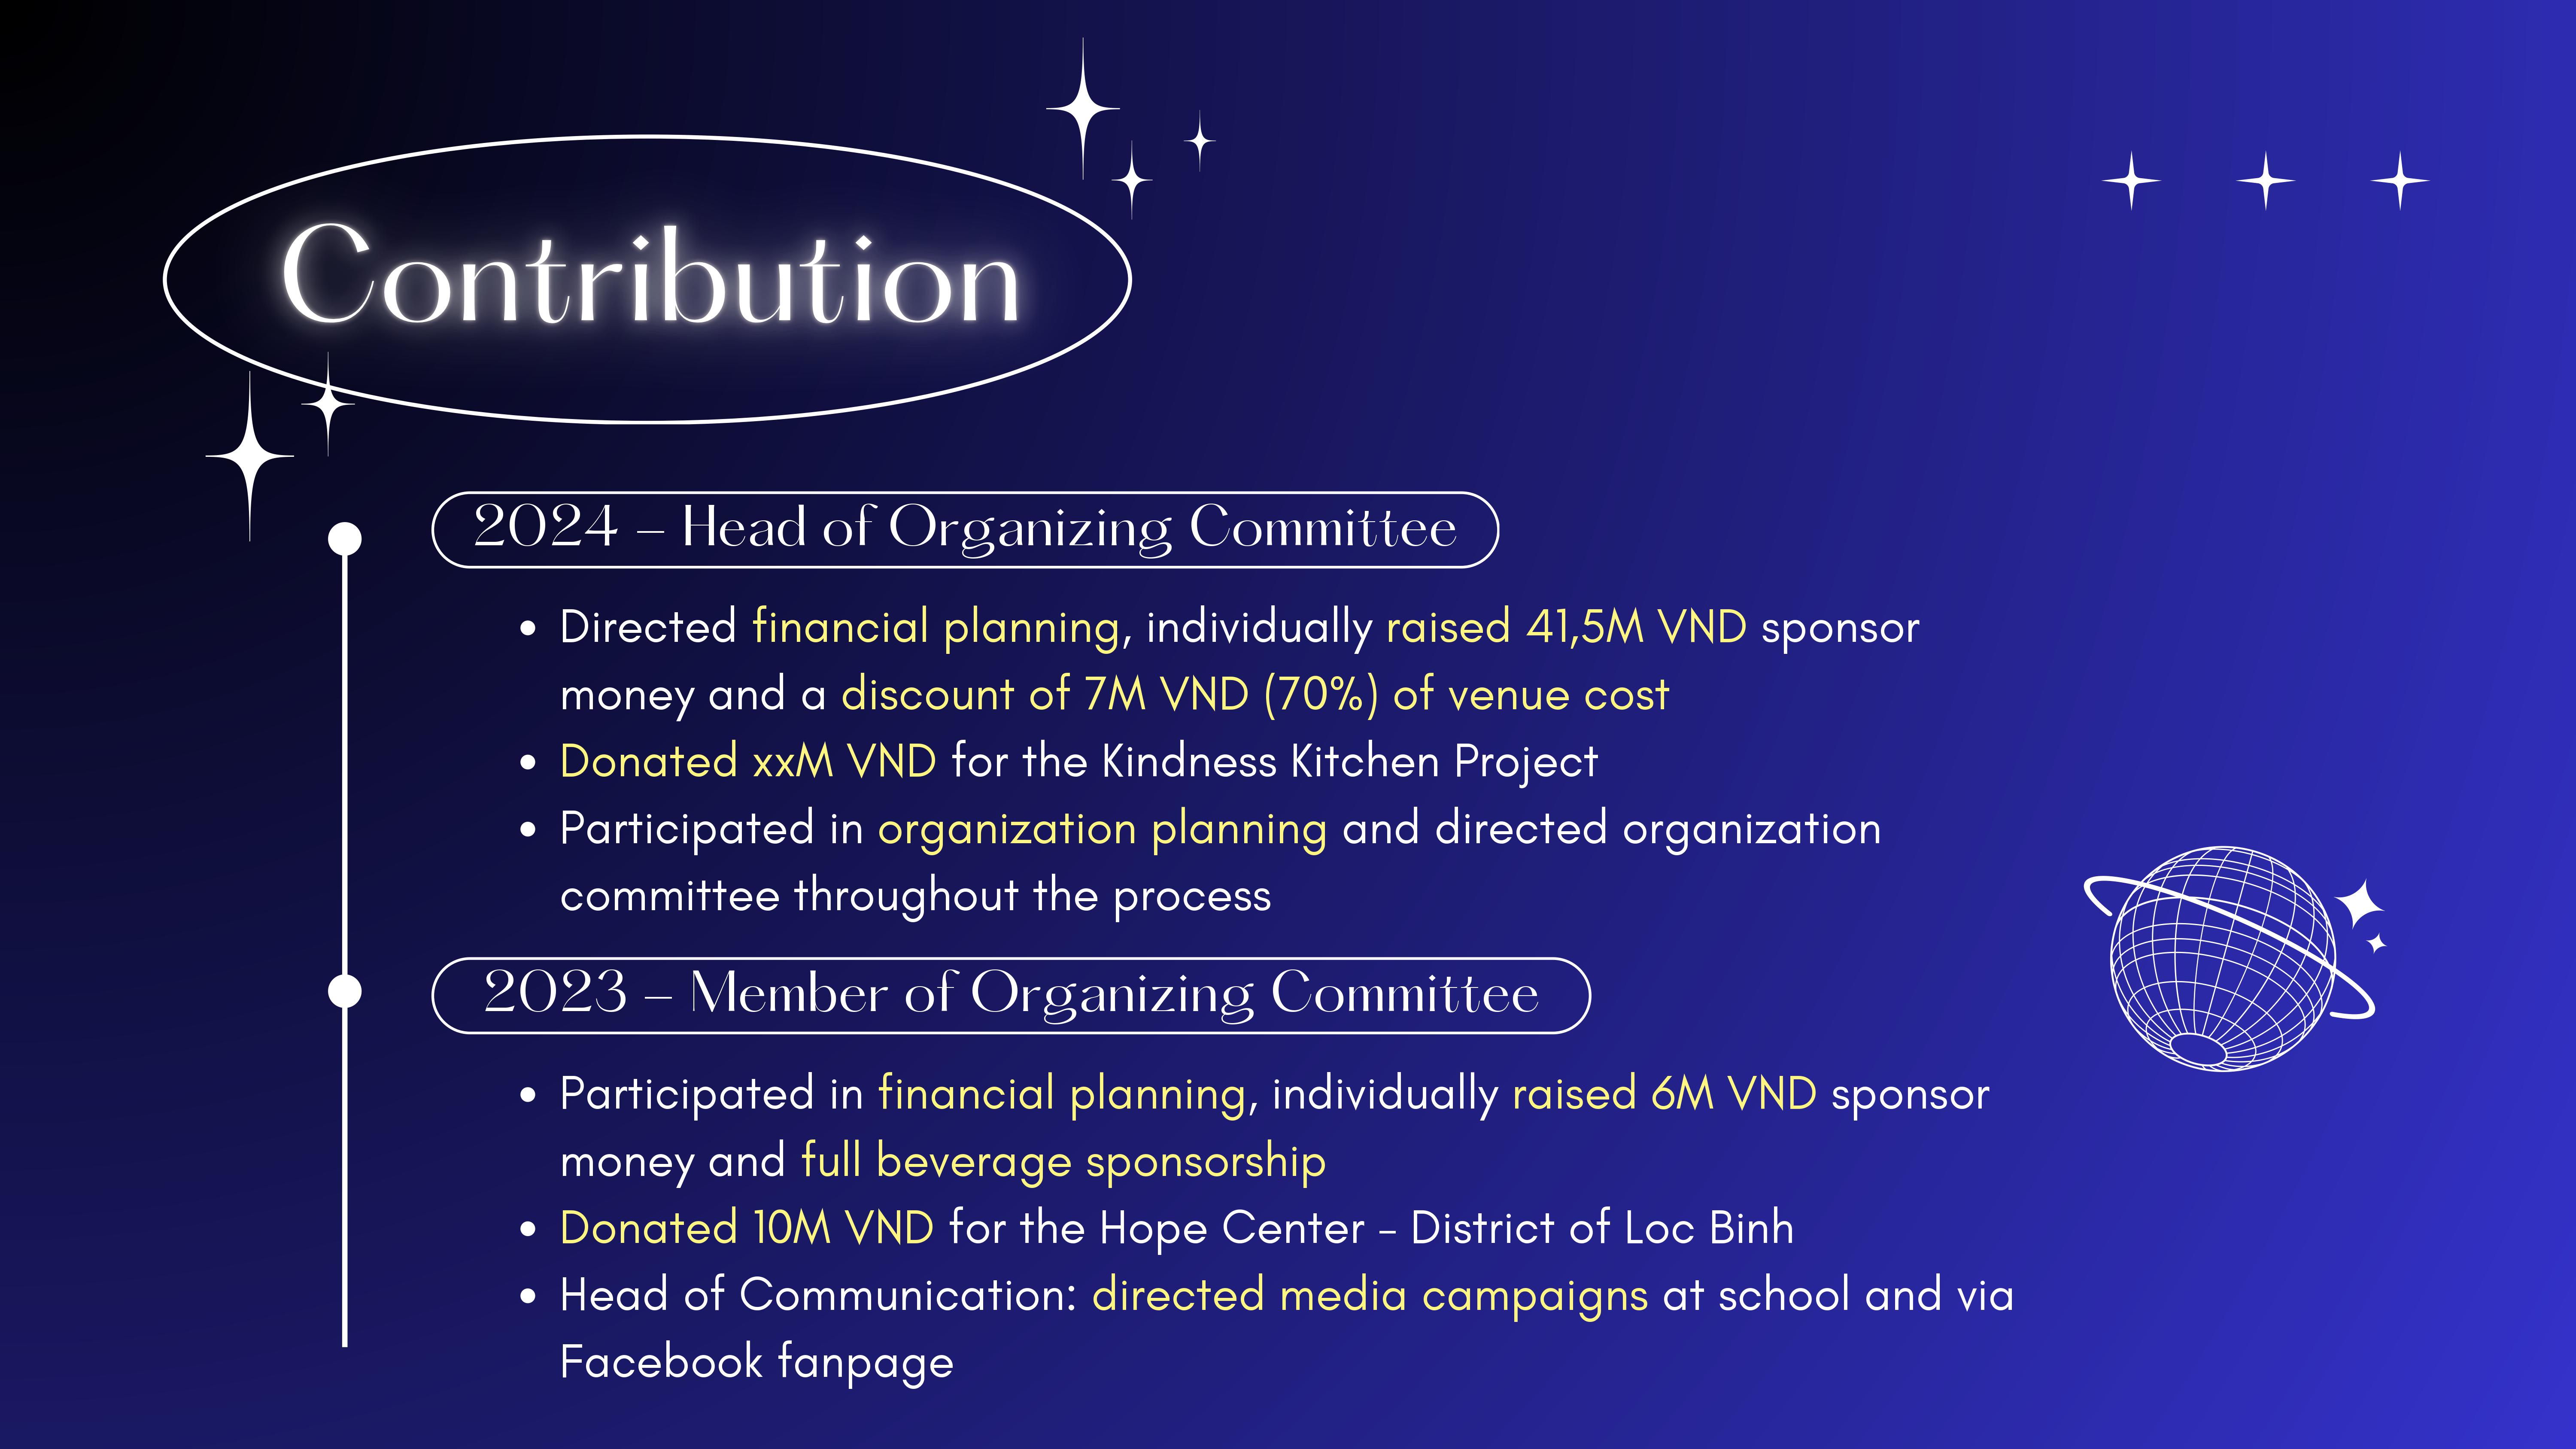 Contribution
2024 – Head of Organizing Committee
• Directed financial planning, individually raised 41,5M VND sponsor
money and a discount of 7M VND (70%) of venue cost
• Donated xxM VND for the Kindness Kitchen Project
• Participated in organization planning and directed organization
committee throughout the process
2023 – Member of Organizing Committee
• Participated in financial planning, individually raised 6M VND sponsor
money and full beverage sponsorship
• Donated 10M VND for the Hope Center – District of Loc Binh
• Head of Communication: directed media campaigns at school and via
Facebook fanpage